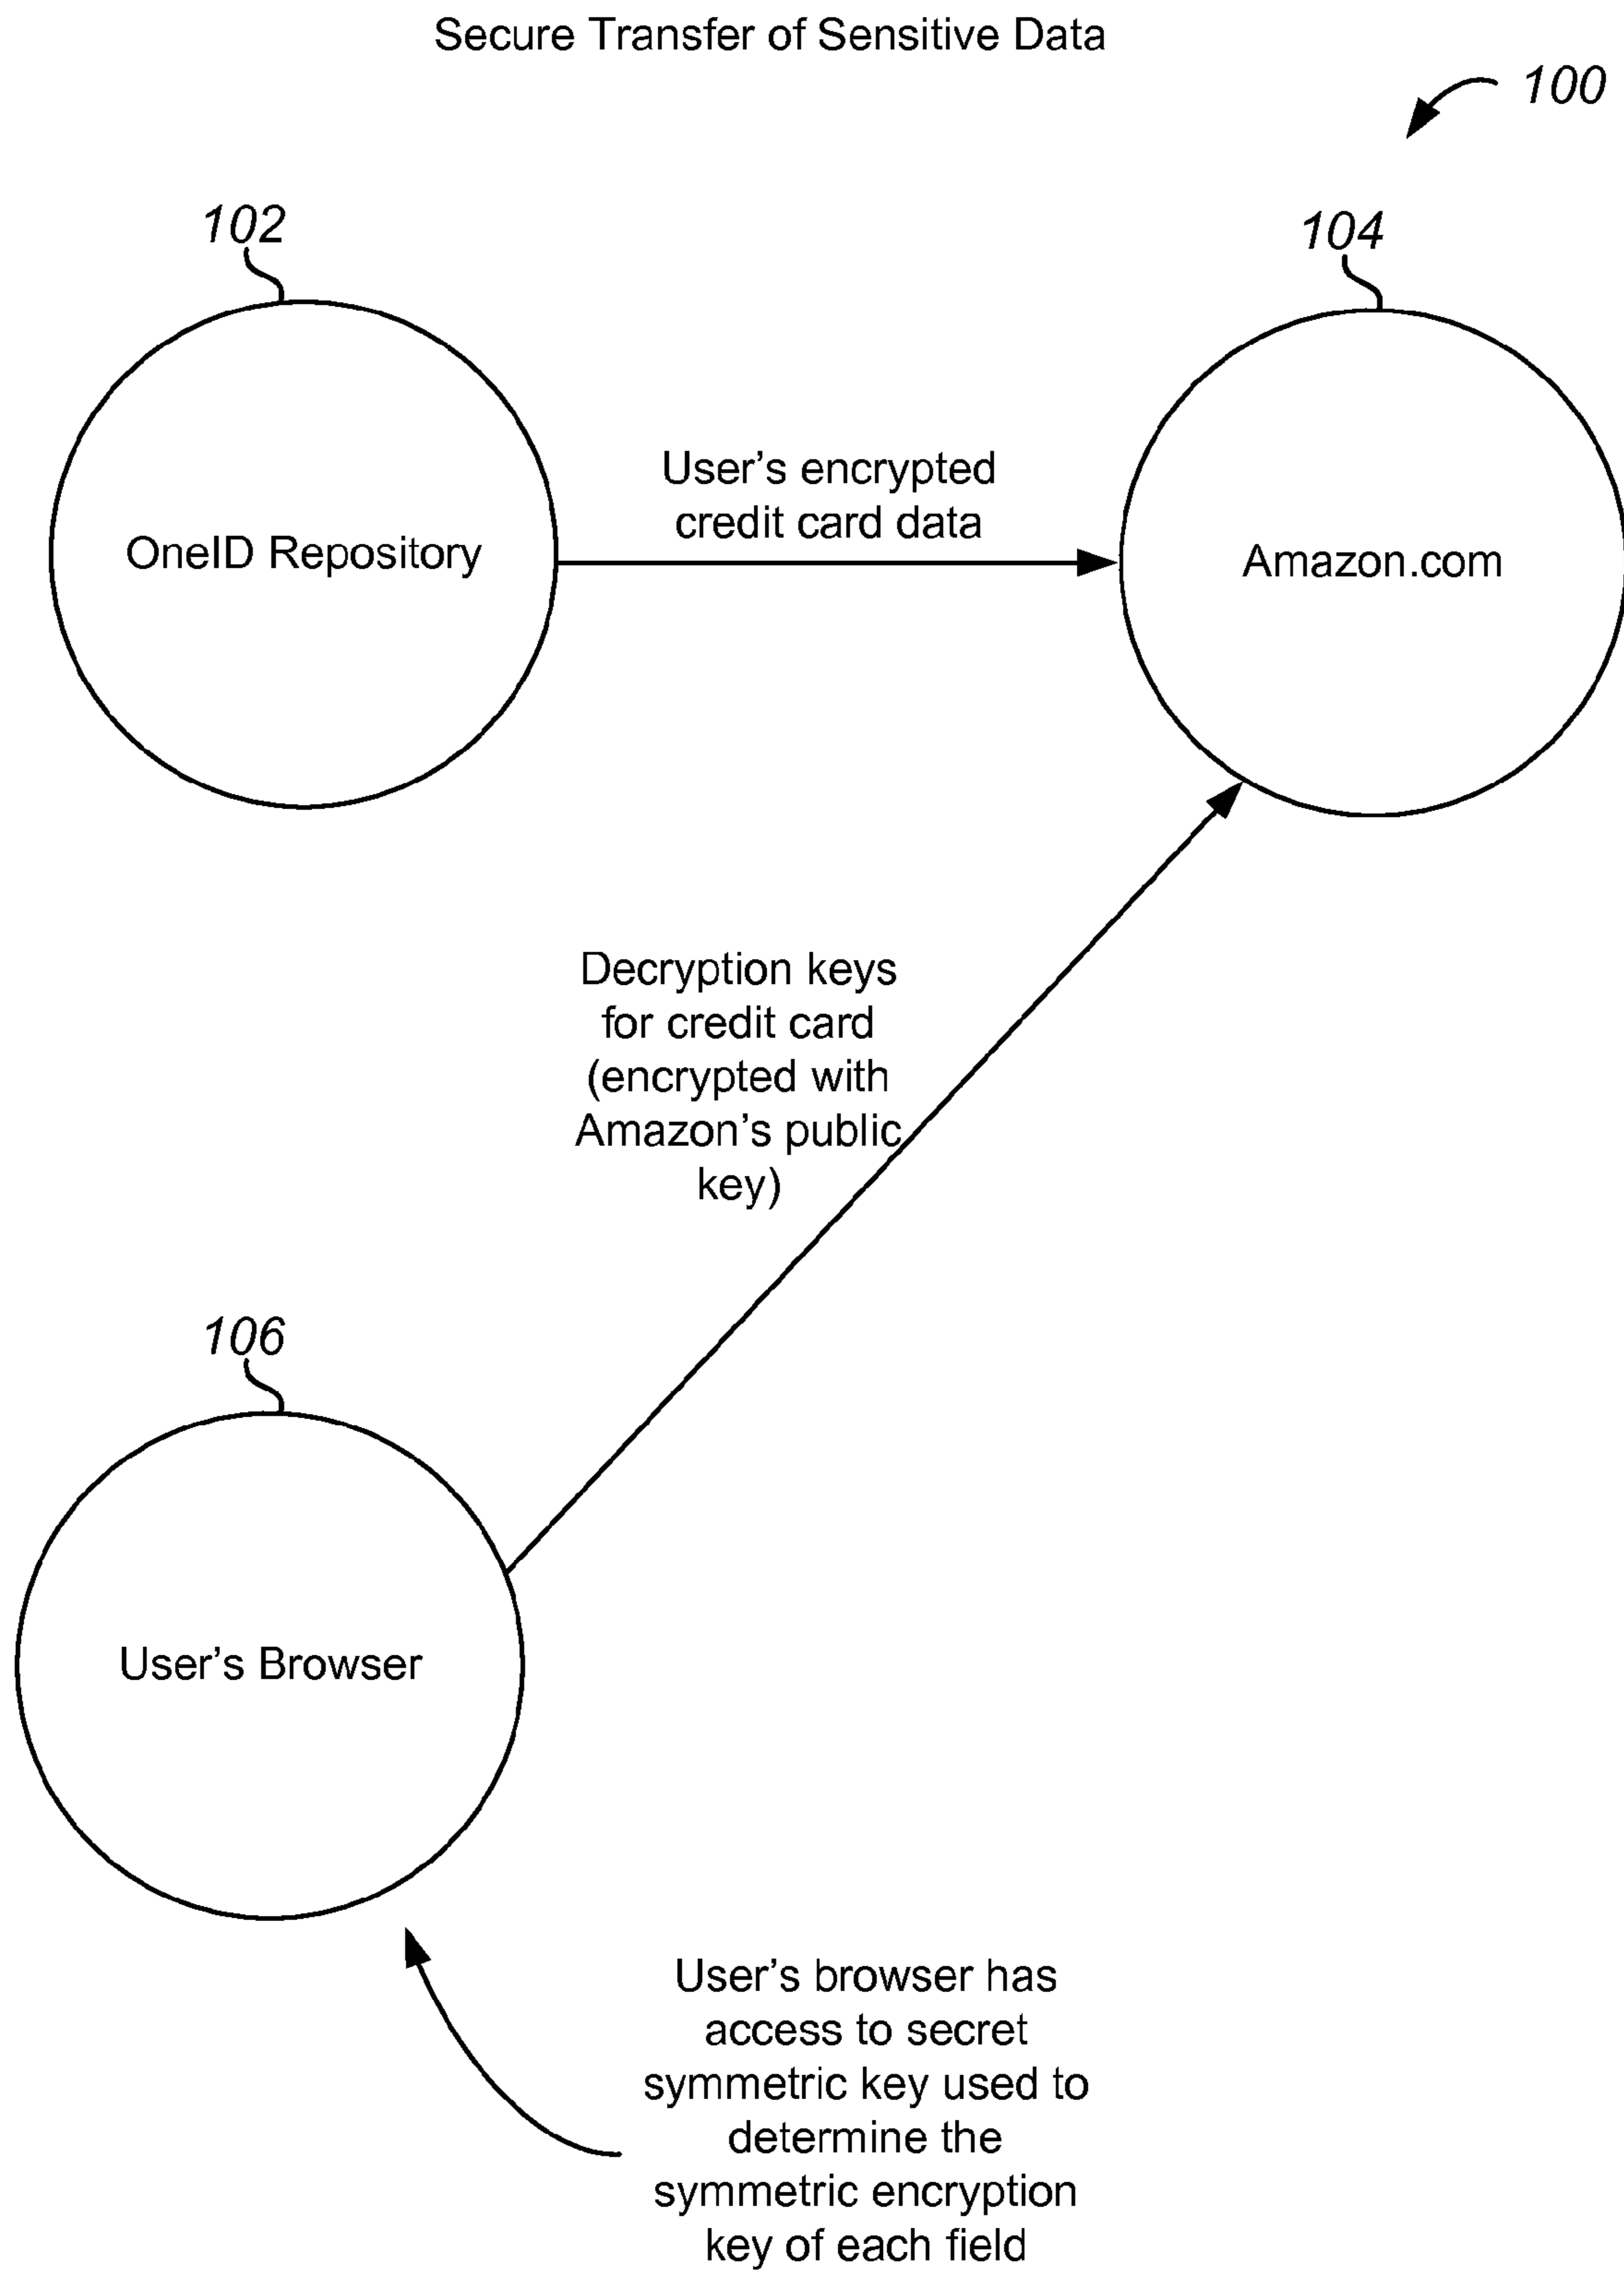 Secure Transfer of Sensitive Data
100
102
104
User's encrypted
credit card data
OneID Repository
Amazon.com
Decryption keys
for credit card
(encrypted with
Amazon's public
key)
106
User's Browser
User's browser has
access to secret
symmetric key used to
determine the
symmetric encryption
key of each field